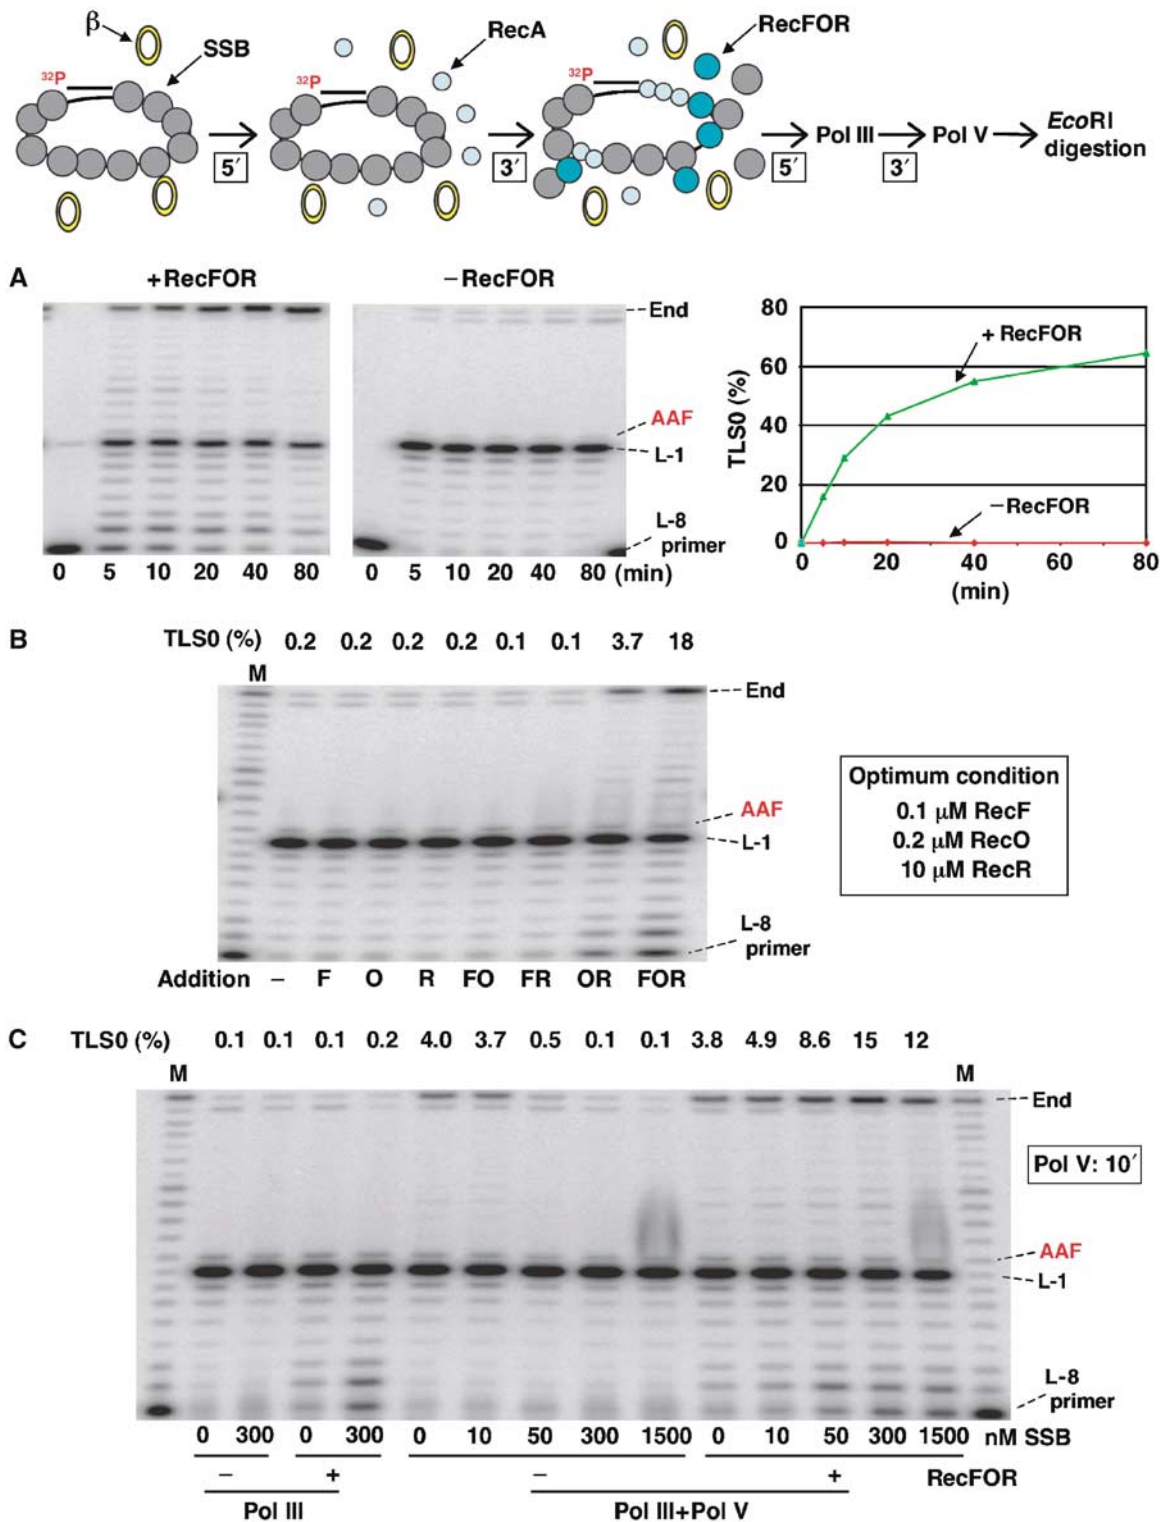 β
SSB
RecA
RecFOR
32P
32P
32P
5′
3′
5′
Pol III
3′
Pol V
EcoRI
digestion
A
+RecFOR
−RecFOR
End
AAF
L-1
L-8
primer
0 5 10 20 40 80
0 5 10 20 40 80 (min)
TLS0 (%)
80
60
40
20
0
+ RecFOR
−RecFOR
0 20 40 60 80
(min)
B
TLS0 (%) 0.2 0.2 0.2 0.2 0.1 0.1 3.7 18
M
End
AAF
L-1
L-8
primer
Addition − F O R FO FR OR FOR
Optimum condition
0.1 μM RecF
0.2 μM RecO
10 μM RecR
C
TLS0 (%) 0.1 0.1 0.1 0.2 4.0 3.7 0.5 0.1 0.1 3.8 4.9 8.6 15 12
M M
End
Pol V: 10′
AAF
L-1
L-8
primer
0 300 0 300 0 10 50 300 1500 0 10 50 300 1500 nM SSB
− + − + RecFOR
Pol III Pol III+Pol V